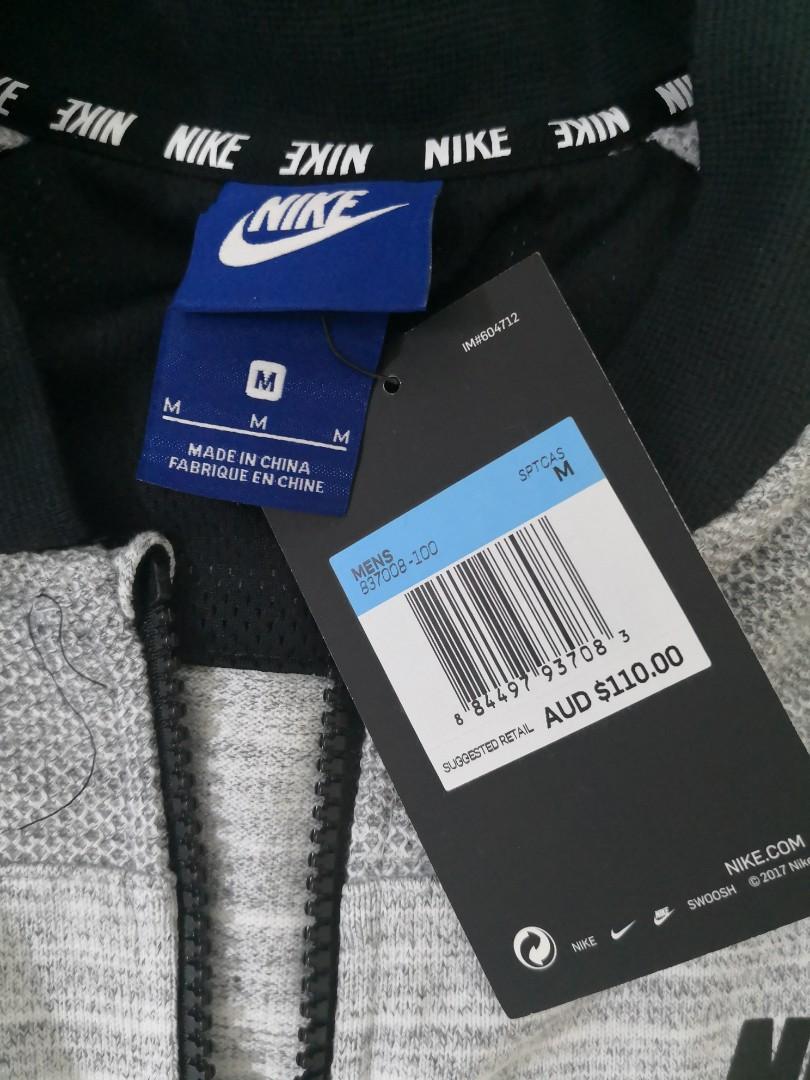 NIKE NIKE NIKE NIKE NIKE
NIKE
M
M
M
M
MADE IN CHINA
FABRIQUE EN CHINE
IM#604712
SPTCAS
M
MENS
837008-100
8 84497 93708 3
SUGGESTED RETAIL AUD $110.00
NIKE.COM
NIKE SWOOSH © 2017 Nike